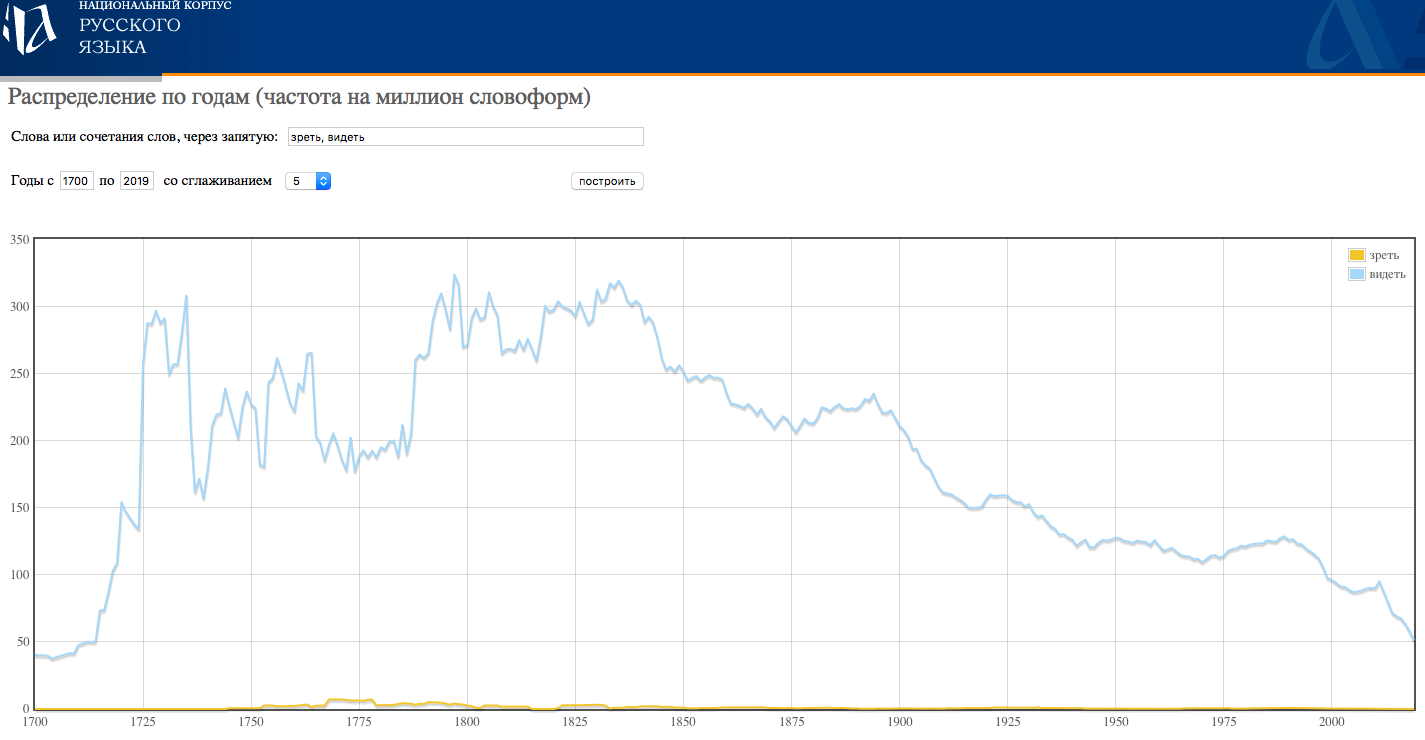 НАЦИОНАЛЬНЫЙ КОРПУС
РУССКОГО
ЯЗЫКА
Распределение по годам (частота на миллион словоформ)
Слова или сочетания слов, через запятую: зреть, видеть
Годы с 1700 по 2019 со сглаживанием 5 построить
350
зреть
видеть
300
250
200
150
100
50
0
1700 1725 1750 1775 1800 1825 1850 1875 1900 1925 1950 1975 2000